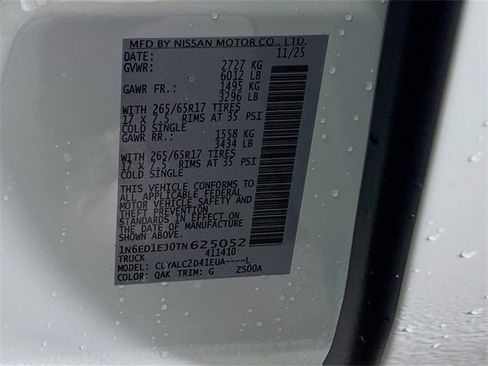 MFD BY NISSAN MOTOR CO., LTD.
DATE: 11/25
GVWR: 2727 KG
6012 LB
GAWR FR.: 1495 KG
3296 LB
WITH 265/65R17 TIRES
17 X 7.5 RIMS AT 35 PSI
COLD SINGLE
GAWR RR.: 1558 KG
3434 LB
WITH 265/65R17 TIRES
17 X 7.5 RIMS AT 35 PSI
COLD SINGLE
THIS VEHICLE CONFORMS TO
ALL APPLICABLE FEDERAL
MOTOR VEHICLE SAFETY AND
THEFT PREVENTION
STANDARDS IN EFFECT ON
THE DATE OF MANUFACTURE
SHOWN ABOVE.
1N6ED1EJ0TN625052
TRUCK 411410
MODEL: CLYALC2D41EUA----L
COLOR: QAK TRIM: G ZS00A